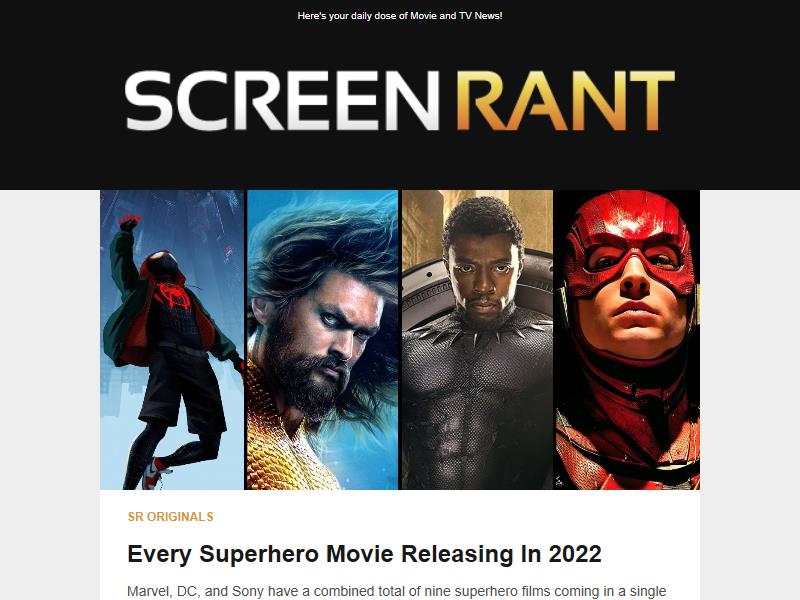 Here's your daily dose of Movie and TV News!
SCREEN RANT
SR ORIGINALS
Every Superhero Movie Releasing In 2022
Marvel, DC, and Sony have a combined total of nine superhero films coming in a single